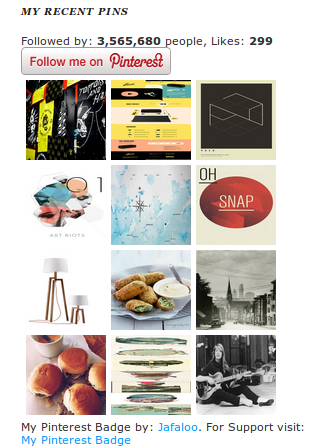 MY RECENT PINS
Followed by: 3,565,680 people, Likes: 299
Follow me on Pinterest
OH
SNAP
ART RIOTS
My Pinterest Badge by: Jafaloo. For Support visit:
My Pinterest Badge